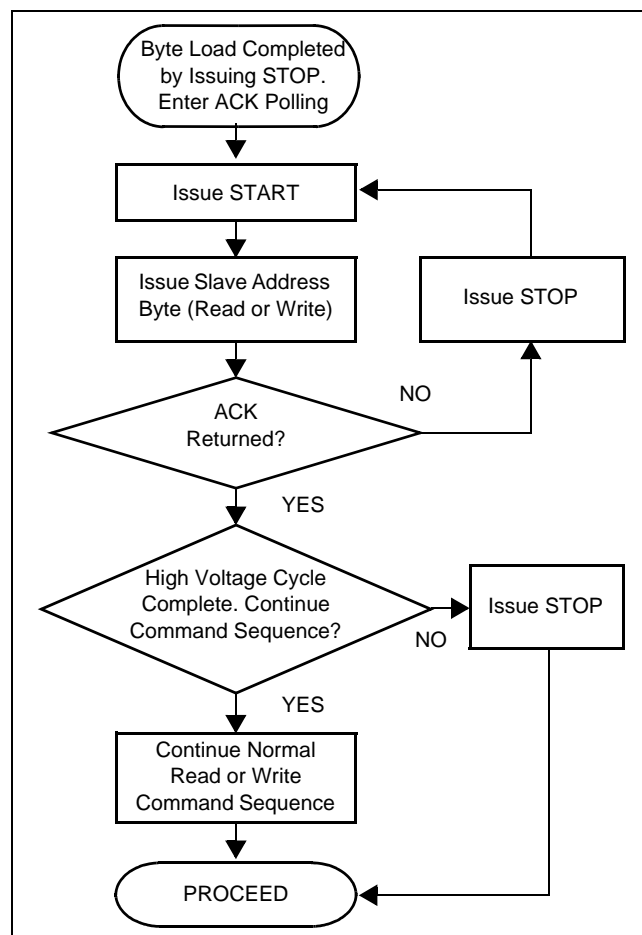 Byte Load Completed
by Issuing STOP.
Enter ACK Polling
Issue START
Issue Slave Address
Byte (Read or Write)
Issue STOP
NO
ACK
Returned?
YES
High Voltage Cycle
Complete. Continue
Command Sequence?
Issue STOP
NO
YES
Continue Normal
Read or Write
Command Sequence
PROCEED